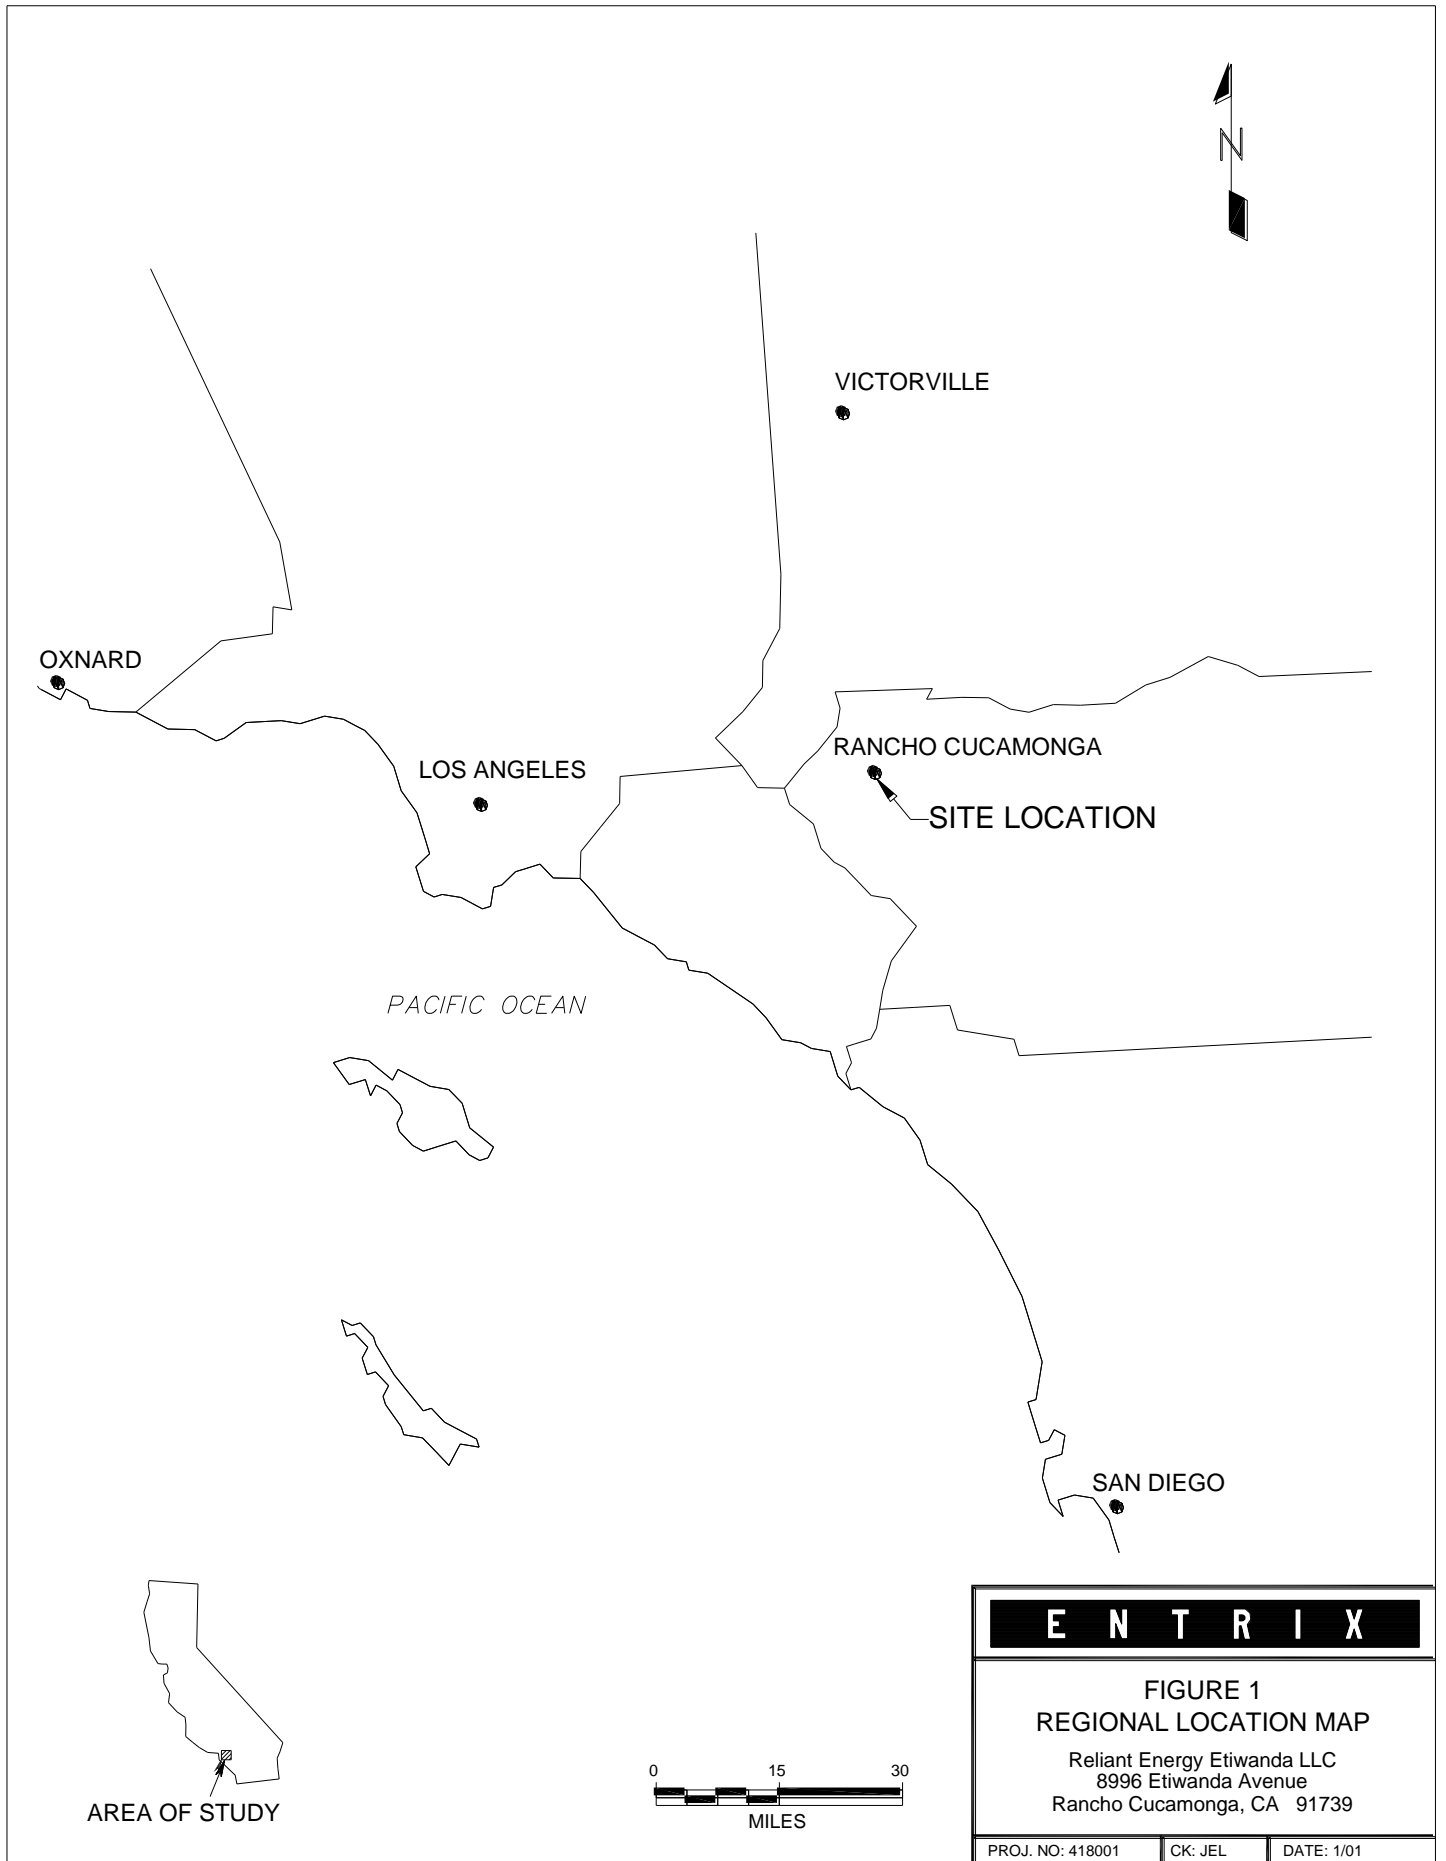 N
VICTORVILLE
OXNARD
RANCHO CUCAMONGA
LOS ANGELES
SITE LOCATION
PACIFIC OCEAN
SAN DIEGO
AREA OF STUDY
0 15 30
MILES
ENTRIX
FIGURE 1
REGIONAL LOCATION MAP
Reliant Energy Etiwanda LLC
8996 Etiwanda Avenue
Rancho Cucamonga, CA 91739
PROJ. NO: 418001 CK: JEL DATE: 1/01